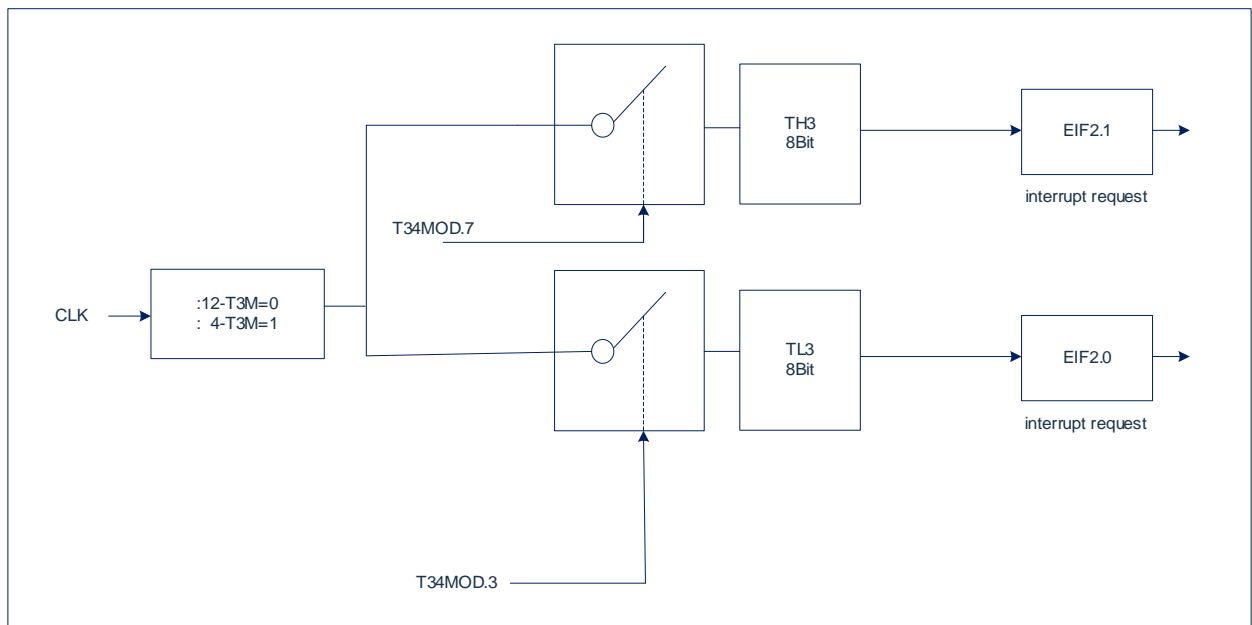 TH3
8Bit
EIF2.1
interrupt request
T34MOD.7
CLK
:12-T3M=0
: 4-T3M=1
TL3
8Bit
EIF2.0
interrupt request
T34MOD.3